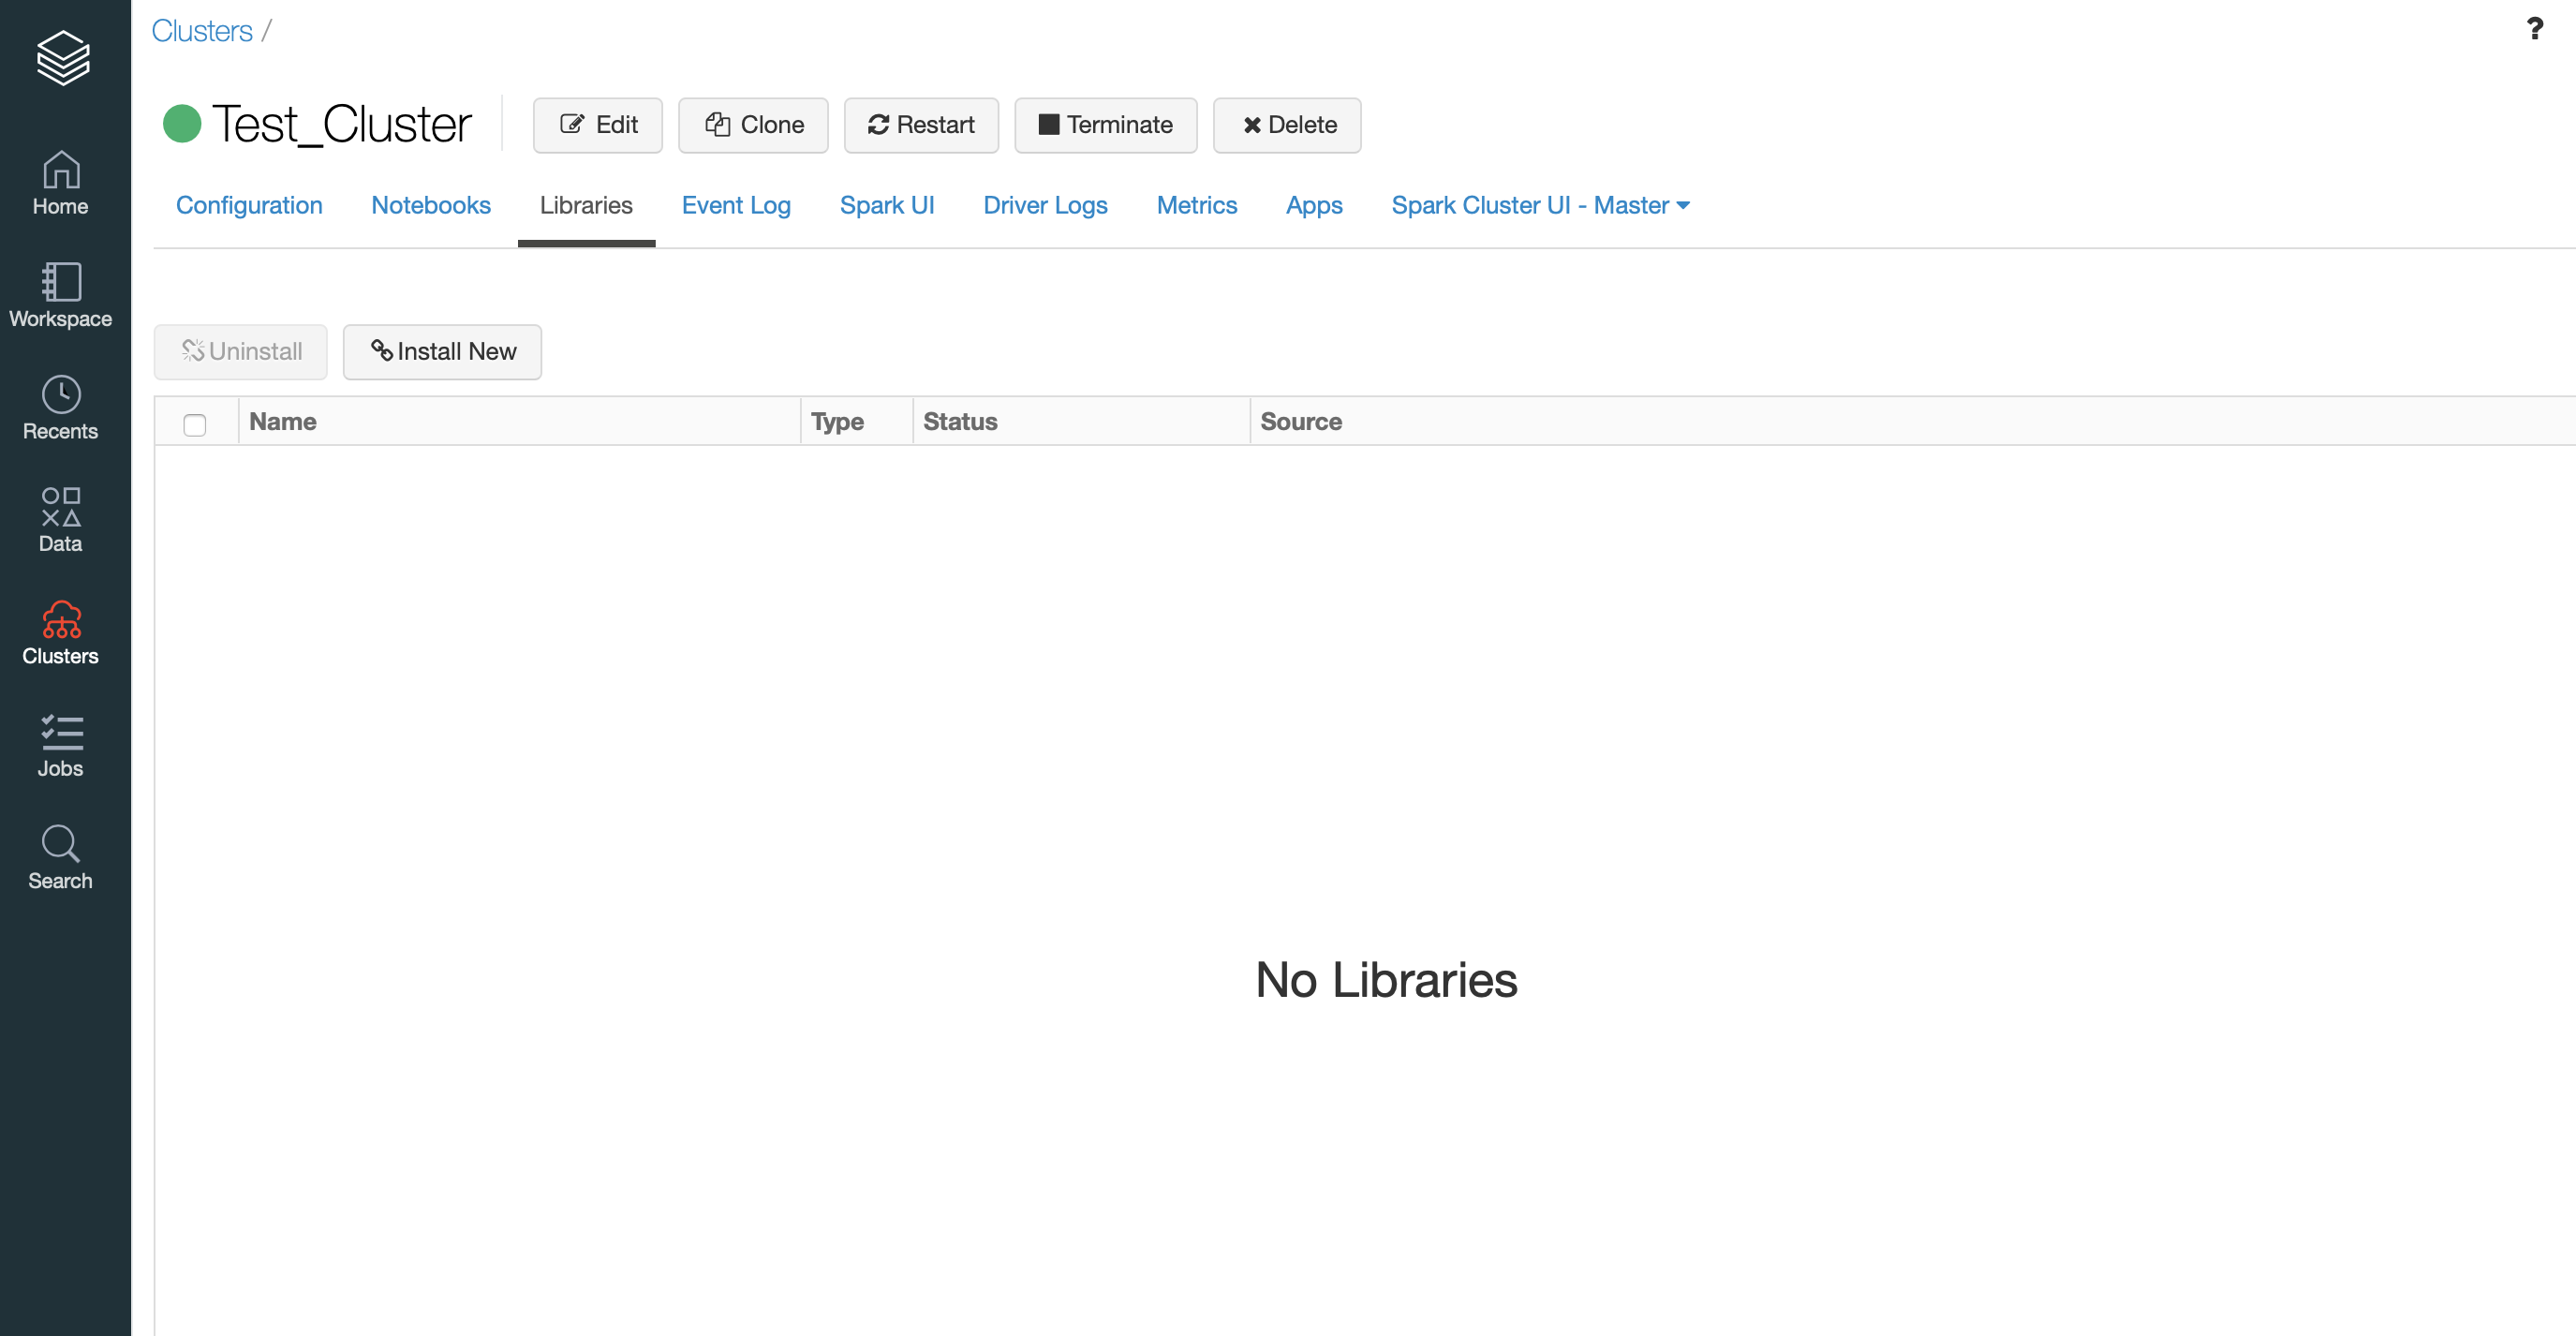 Clusters /
?
Test_Cluster Edit Clone Restart Terminate Delete
Configuration Notebooks Libraries Event Log Spark UI Driver Logs Metrics Apps Spark Cluster UI - Master
Uninstall Install New
Name Type Status Source
No Libraries
Home
Workspace
Recents
Data
Clusters
Jobs
Search